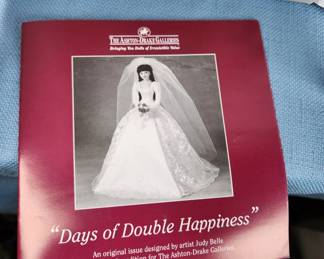 THE ASHTON-DRAKE GALLERIES
Bringing You Dolls of Irresistible Value
“Days of Double Happiness”
An original issue designed by artist Judy Belle
dition for The Ashton-Drake Galleries.